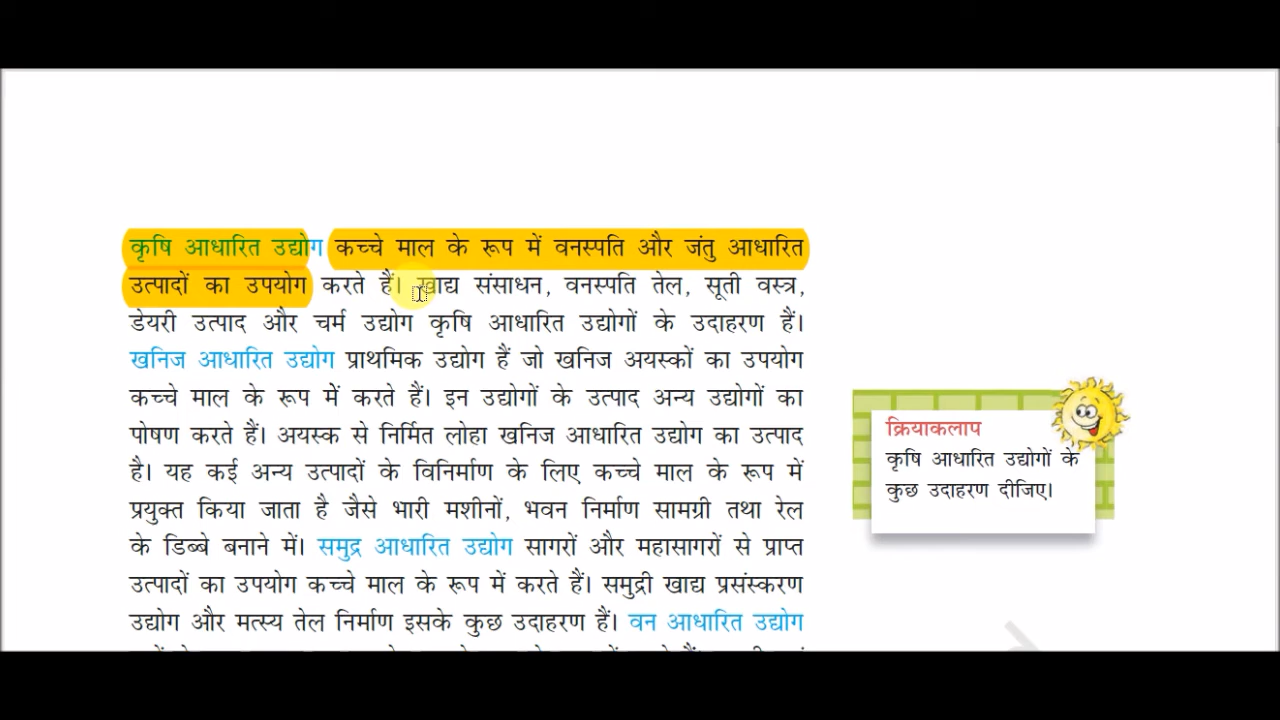 कृषि आधारित उद्योग कच्चे माल के रूप में वनस्पति और जंतु आधारित
उत्पादों का उपयोग करते हैं। खाद्य संसाधन, वनस्पति तेल, सूती वस्त्र,
डेयरी उत्पाद और चर्म उद्योग कृषि आधारित उद्योगों के उदाहरण हैं।
खनिज आधारित उद्योग प्राथमिक उद्योग हैं जो खनिज अयस्कों का उपयोग
कच्चे माल के रूप में करते हैं। इन उद्योगों के उत्पाद अन्य उद्योगों का
पोषण करते हैं। अयस्क से निर्मित लोहा खनिज आधारित उद्योग का उत्पाद
है। यह कई अन्य उत्पादों के विनिर्माण के लिए कच्चे माल के रूप में
प्रयुक्त किया जाता है जैसे भारी मशीनों, भवन निर्माण सामग्री तथा रेल
के डिब्बे बनाने में। समुद्र आधारित उद्योग सागरों और महासागरों से प्राप्त
उत्पादों का उपयोग कच्चे माल के रूप में करते हैं। समुद्री खाद्य प्रसंस्करण
उद्योग और मत्स्य तेल निर्माण इसके कुछ उदाहरण हैं। वन आधारित उद्योग
क्रियाकलाप
कृषि आधारित उद्योगों के
कुछ उदाहरण दीजिए।